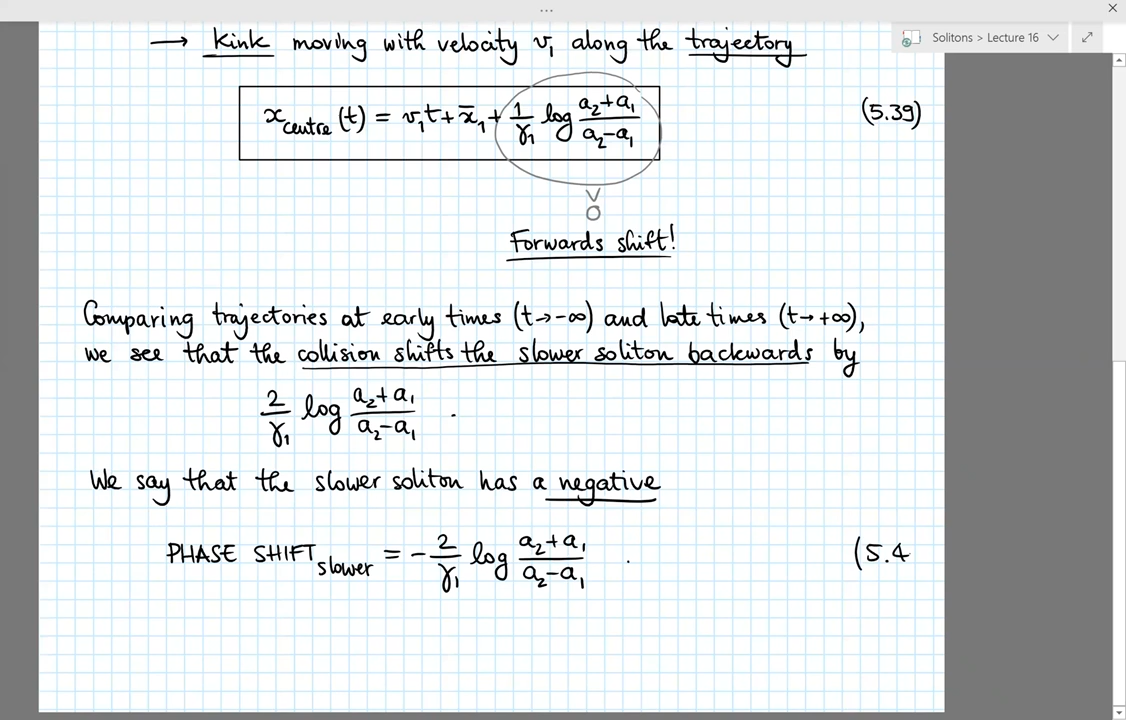 Solitons > Lecture 16
→ Kink moving with velocity v₁ along the trajectory
x_centre(t) = v₁t + x̄₁ + 1/γ₁ log (a₂+a₁)/(a₂-a₁) (5.39)
∨
0
Forwards shift!
Comparing trajectories at early times (t→-∞) and late times (t→+∞),
we see that the collision shifts the slower soliton backwards by
2/γ₁ log (a₂+a₁)/(a₂-a₁) .
We say that the slower soliton has a negative
PHASE SHIFT_slower = -2/γ₁ log (a₂+a₁)/(a₂-a₁) . (5.4